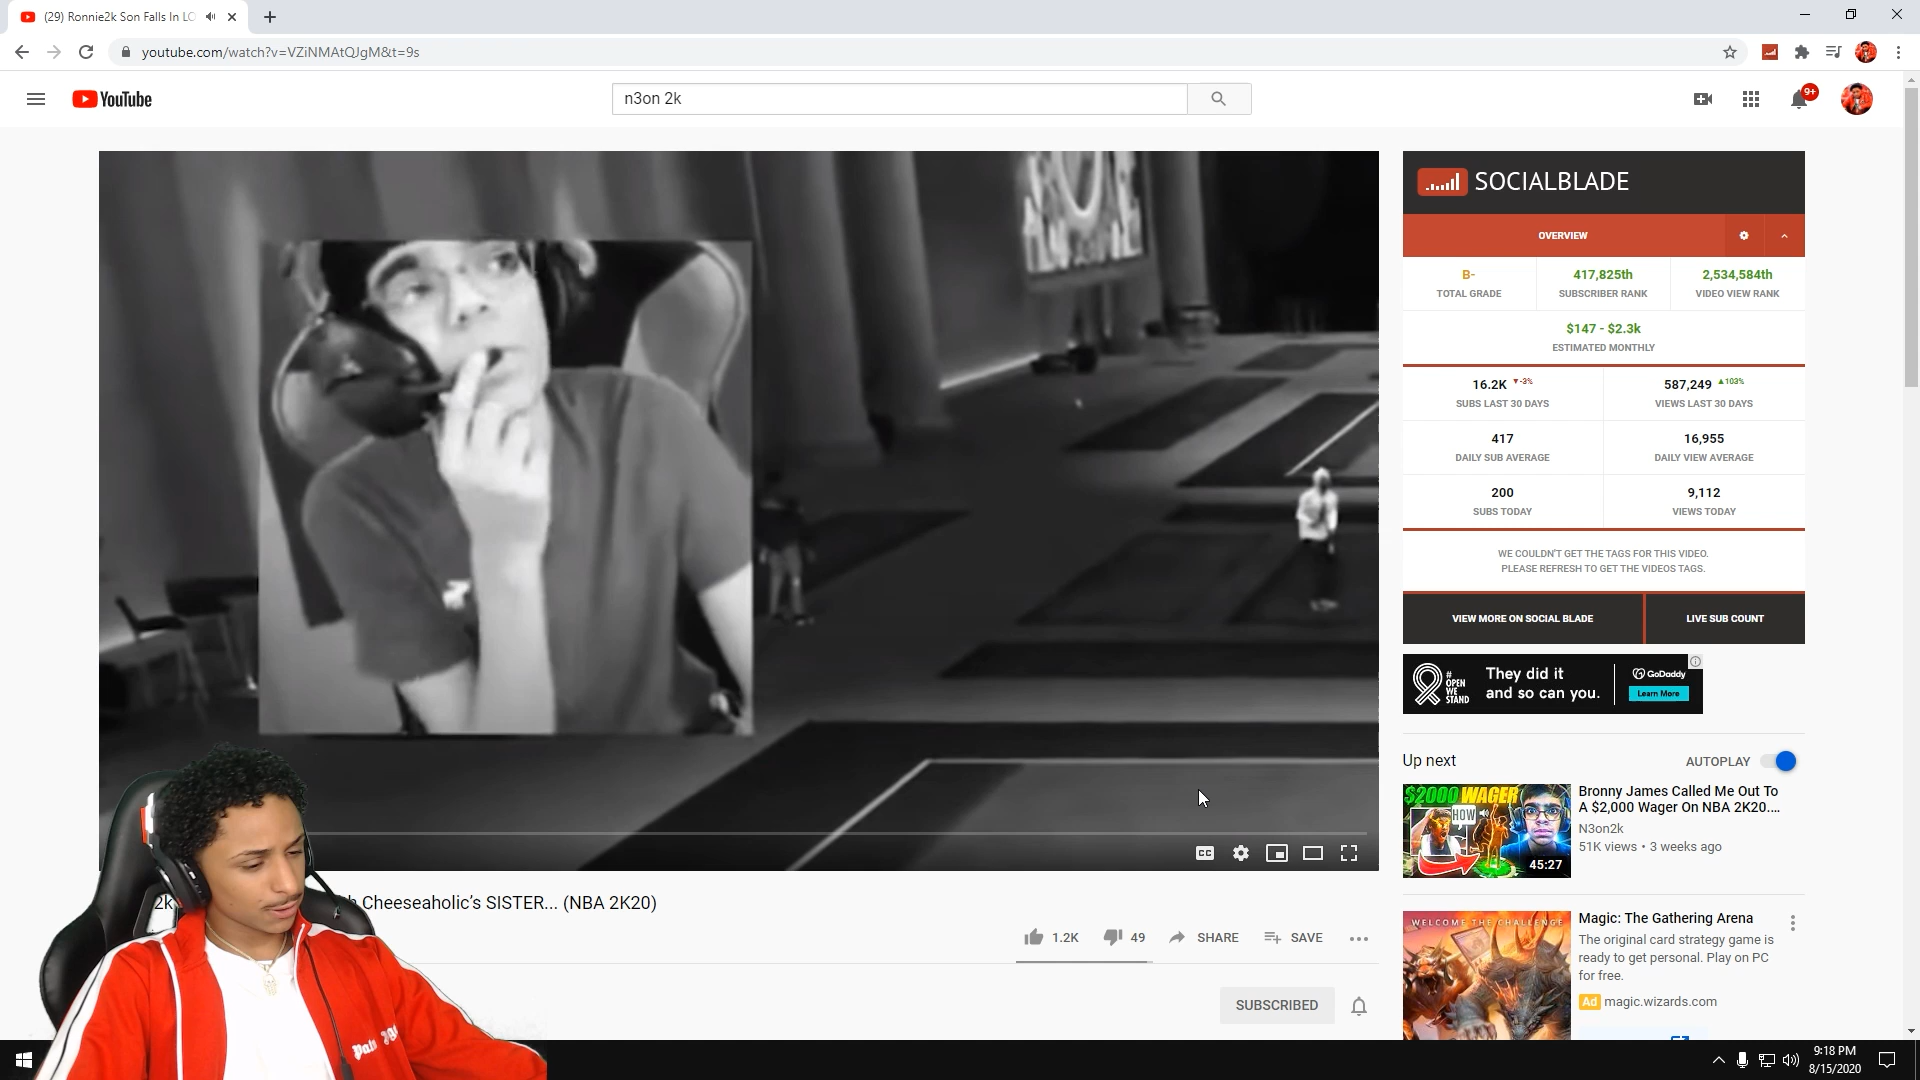 (29) Ronnie2k Son Falls In LO
youtube.com/watch?v=VZiNMAtQJgM&t=9s
YouTube
n3on 2k
9+
SOCIALBLADE
OVERVIEW
B-
TOTAL GRADE
417,825th
SUBSCRIBER RANK
2,534,584th
VIDEO VIEW RANK
$147 - $2.3k
ESTIMATED MONTHLY
16.2K ▼-3%
SUBS LAST 30 DAYS
587,249 ▲103%
VIEWS LAST 30 DAYS
417
DAILY SUB AVERAGE
16,955
DAILY VIEW AVERAGE
200
SUBS TODAY
9,112
VIEWS TODAY
WE COULDN'T GET THE TAGS FOR THIS VIDEO.
PLEASE REFRESH TO GET THE VIDEOS TAGS.
VIEW MORE ON SOCIAL BLADE
LIVE SUB COUNT
#
OPEN
WE
STAND
They did it
and so can you.
GoDaddy
Learn More
Up next
AUTOPLAY
$2000 WAGER
HOW
45:27
Bronny James Called Me Out To
A $2,000 Wager On NBA 2K20....
N3on2k
51K views • 3 weeks ago
WELCOME THE CHALLENGE
Magic: The Gathering Arena
The original card strategy game is
ready to get personal. Play on PC
for free.
Ad magic.wizards.com
CC
2k
h Cheeseaholic's SISTER... (NBA 2K20)
1.2K
49
SHARE
SAVE
SUBSCRIBED
Palm
9:18 PM
8/15/2020